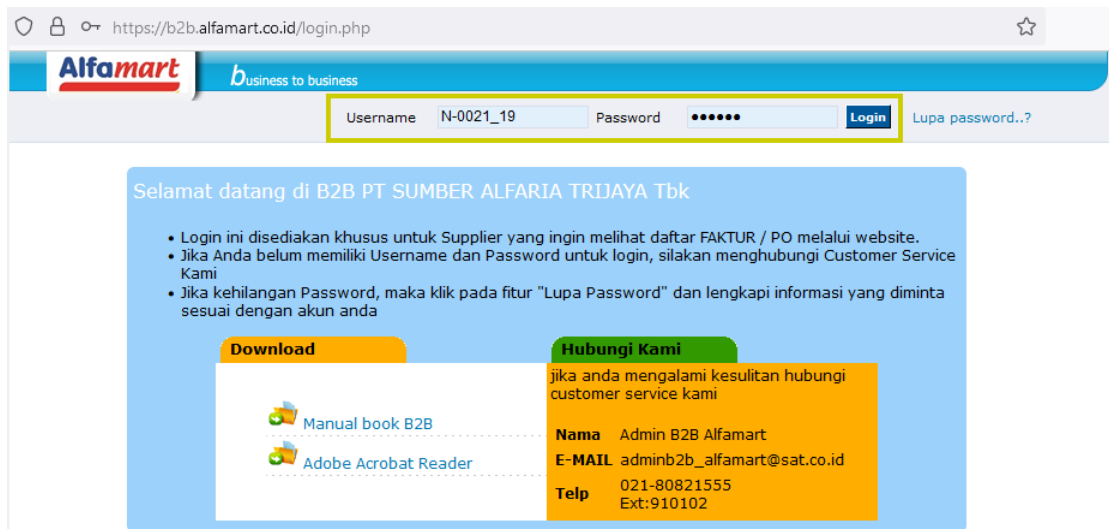 https://b2b.alfamart.co.id/login.php
Alfamart
business to business
Username N-0021_19 Password •••••• Login Lupa password..?
Selamat datang di B2B PT SUMBER ALFARIA TRIJAYA Tbk
• Login ini disediakan khusus untuk Supplier yang ingin melihat daftar FAKTUR / PO melalui website.
• Jika Anda belum memiliki Username dan Password untuk login, silakan menghubungi Customer Service
Kami
• Jika kehilangan Password, maka klik pada fitur "Lupa Password" dan lengkapi informasi yang diminta
sesuai dengan akun anda
Download
Manual book B2B
Adobe Acrobat Reader
Hubungi Kami
jika anda mengalami kesulitan hubungi
customer service kami
Nama Admin B2B Alfamart
E-MAIL adminb2b_alfamart@sat.co.id
Telp 021-80821555
Ext:910102